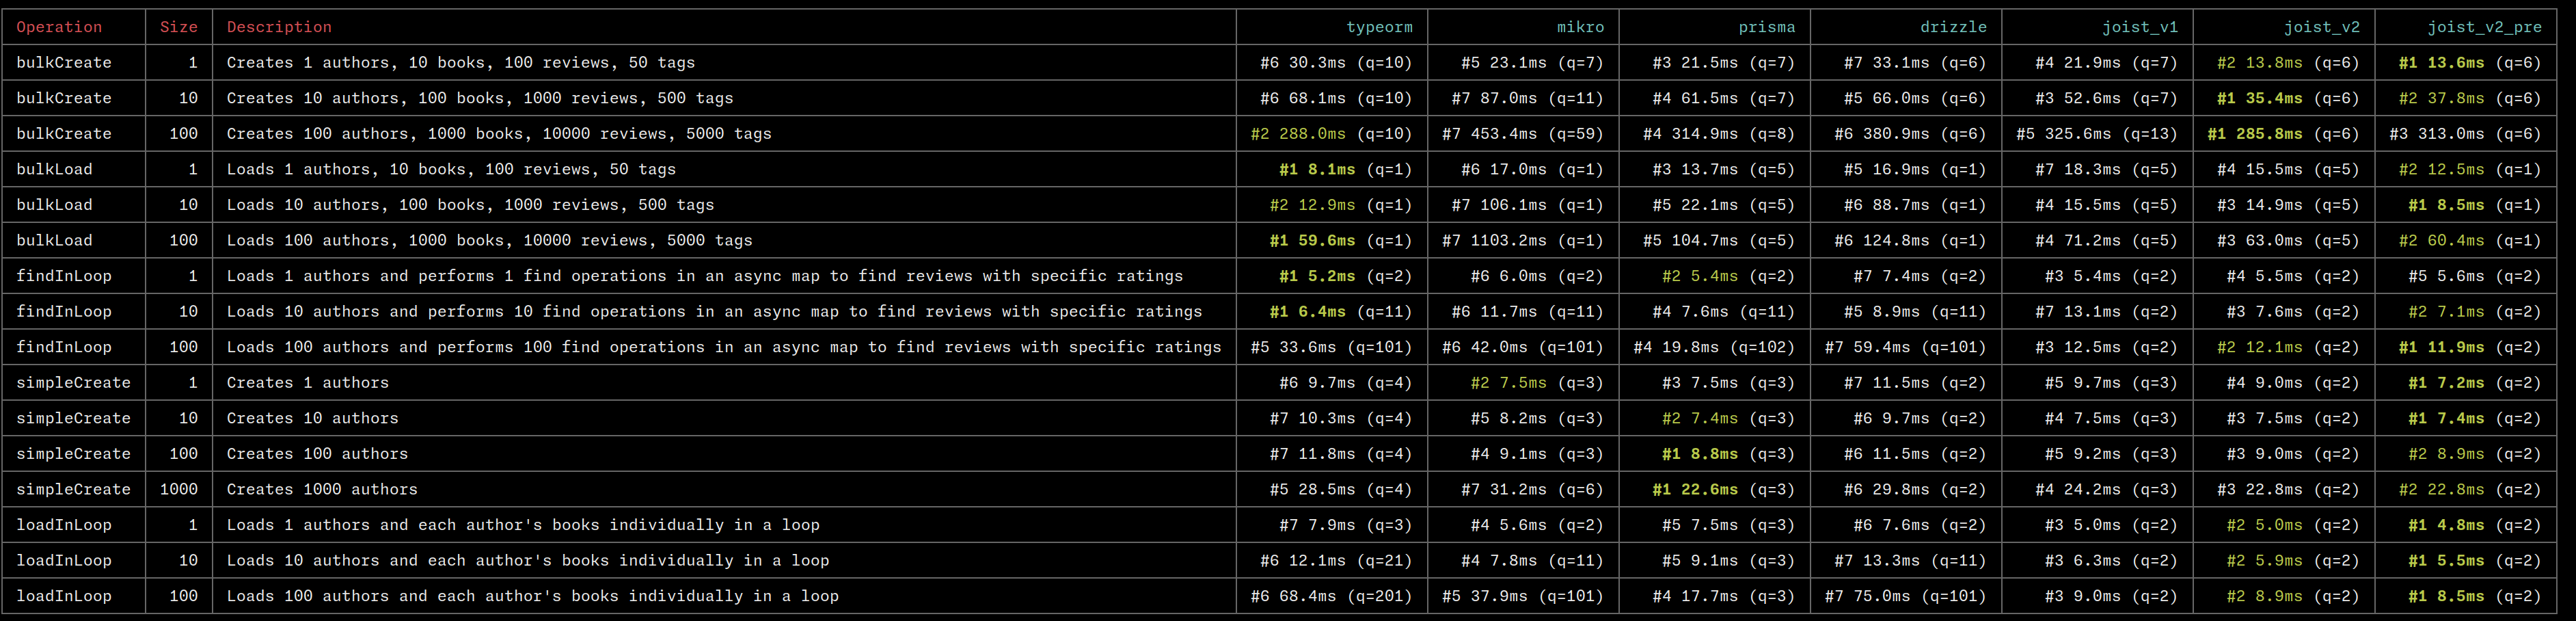 Operation Size Description typeorm mikro prisma drizzle joist_v1 joist_v2 joist_v2_pre
bulkCreate 1 Creates 1 authors, 10 books, 100 reviews, 50 tags #6 30.3ms (q=10) #5 23.1ms (q=7) #3 21.5ms (q=7) #7 33.1ms (q=6) #4 21.9ms (q=7) #2 13.8ms (q=6) #1 13.6ms (q=6)
bulkCreate 10 Creates 10 authors, 100 books, 1000 reviews, 500 tags #6 68.1ms (q=10) #7 87.0ms (q=11) #4 61.5ms (q=7) #5 66.0ms (q=6) #3 52.6ms (q=7) #1 35.4ms (q=6) #2 37.8ms (q=6)
bulkCreate 100 Creates 100 authors, 1000 books, 10000 reviews, 5000 tags #2 288.0ms (q=10) #7 453.4ms (q=59) #4 314.9ms (q=8) #6 380.9ms (q=6) #5 325.6ms (q=13) #1 285.8ms (q=6) #3 313.0ms (q=6)
bulkLoad 1 Loads 1 authors, 10 books, 100 reviews, 50 tags #1 8.1ms (q=1) #6 17.0ms (q=1) #3 13.7ms (q=5) #5 16.9ms (q=1) #7 18.3ms (q=5) #4 15.5ms (q=5) #2 12.5ms (q=1)
bulkLoad 10 Loads 10 authors, 100 books, 1000 reviews, 500 tags #2 12.9ms (q=1) #7 106.1ms (q=1) #5 22.1ms (q=5) #6 88.7ms (q=1) #4 15.5ms (q=5) #3 14.9ms (q=5) #1 8.5ms (q=1)
bulkLoad 100 Loads 100 authors, 1000 books, 10000 reviews, 5000 tags #1 59.6ms (q=1) #7 1103.2ms (q=1) #5 104.7ms (q=5) #6 124.8ms (q=1) #4 71.2ms (q=5) #3 63.0ms (q=5) #2 60.4ms (q=1)
findInLoop 1 Loads 1 authors and performs 1 find operations in an async map to find reviews with specific ratings #1 5.2ms (q=2) #6 6.0ms (q=2) #2 5.4ms (q=2) #7 7.4ms (q=2) #3 5.4ms (q=2) #4 5.5ms (q=2) #5 5.6ms (q=2)
findInLoop 10 Loads 10 authors and performs 10 find operations in an async map to find reviews with specific ratings #1 6.4ms (q=11) #6 11.7ms (q=11) #4 7.6ms (q=11) #5 8.9ms (q=11) #7 13.1ms (q=2) #3 7.6ms (q=2) #2 7.1ms (q=2)
findInLoop 100 Loads 100 authors and performs 100 find operations in an async map to find reviews with specific ratings #5 33.6ms (q=101) #6 42.0ms (q=101) #4 19.8ms (q=102) #7 59.4ms (q=101) #3 12.5ms (q=2) #2 12.1ms (q=2) #1 11.9ms (q=2)
simpleCreate 1 Creates 1 authors #6 9.7ms (q=4) #2 7.5ms (q=3) #3 7.5ms (q=3) #7 11.5ms (q=2) #5 9.7ms (q=3) #4 9.0ms (q=2) #1 7.2ms (q=2)
simpleCreate 10 Creates 10 authors #7 10.3ms (q=4) #5 8.2ms (q=3) #2 7.4ms (q=3) #6 9.7ms (q=2) #4 7.5ms (q=3) #3 7.5ms (q=2) #1 7.4ms (q=2)
simpleCreate 100 Creates 100 authors #7 11.8ms (q=4) #4 9.1ms (q=3) #1 8.8ms (q=3) #6 11.5ms (q=2) #5 9.2ms (q=3) #3 9.0ms (q=2) #2 8.9ms (q=2)
simpleCreate 1000 Creates 1000 authors #5 28.5ms (q=4) #7 31.2ms (q=6) #1 22.6ms (q=3) #6 29.8ms (q=2) #4 24.2ms (q=3) #3 22.8ms (q=2) #2 22.8ms (q=2)
loadInLoop 1 Loads 1 authors and each author's books individually in a loop #7 7.9ms (q=3) #4 5.6ms (q=2) #5 7.5ms (q=3) #6 7.6ms (q=2) #3 5.0ms (q=2) #2 5.0ms (q=2) #1 4.8ms (q=2)
loadInLoop 10 Loads 10 authors and each author's books individually in a loop #6 12.1ms (q=21) #4 7.8ms (q=11) #5 9.1ms (q=3) #7 13.3ms (q=11) #3 6.3ms (q=2) #2 5.9ms (q=2) #1 5.5ms (q=2)
loadInLoop 100 Loads 100 authors and each author's books individually in a loop #6 68.4ms (q=201) #5 37.9ms (q=101) #4 17.7ms (q=3) #7 75.0ms (q=101) #3 9.0ms (q=2) #2 8.9ms (q=2) #1 8.5ms (q=2)